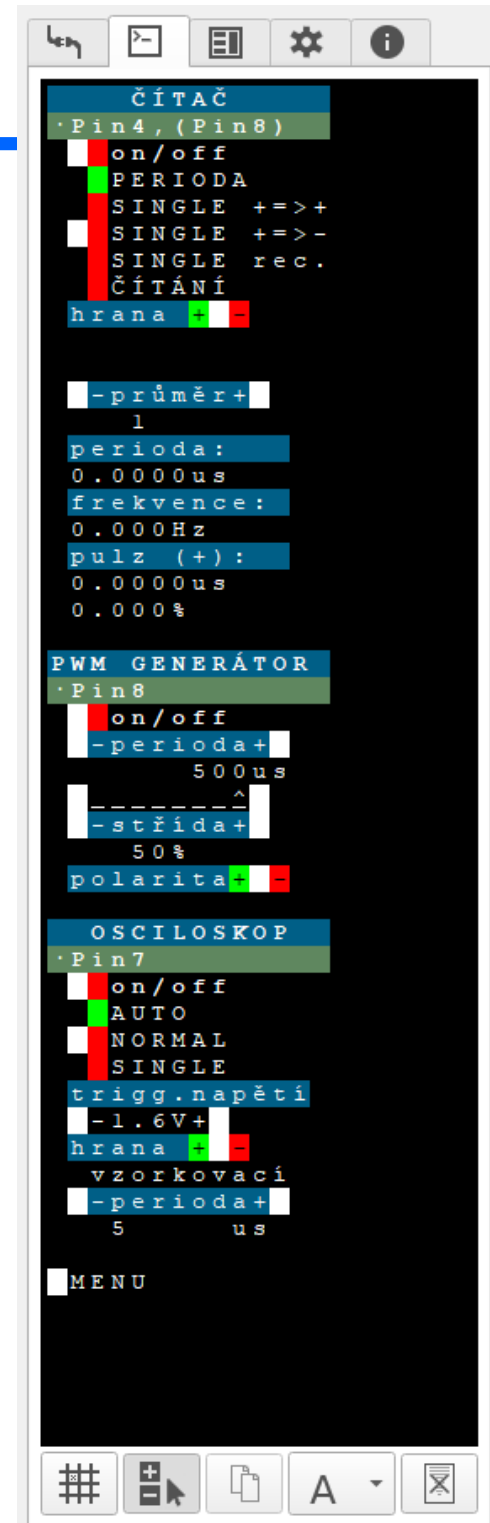 ČÍTAČ
·Pin4,(Pin8)
on/off
PERIODA
SINGLE +=>+
SINGLE +=>-
SINGLE rec.
ČÍTÁNÍ
hrana + -
-průměr+
1
perioda:
0.0000us
frekvence:
0.000Hz
pulz (+):
0.0000us
0.000%
PWM GENERÁTOR
·Pin8
on/off
-perioda+
500us
_______^
-střída+
50%
polarita+ -
OSCILOSKOP
·Pin7
on/off
AUTO
NORMAL
SINGLE
trigg.napětí
-1.6V+
hrana + -
vzorkovací
-perioda+
5 us
MENU
A